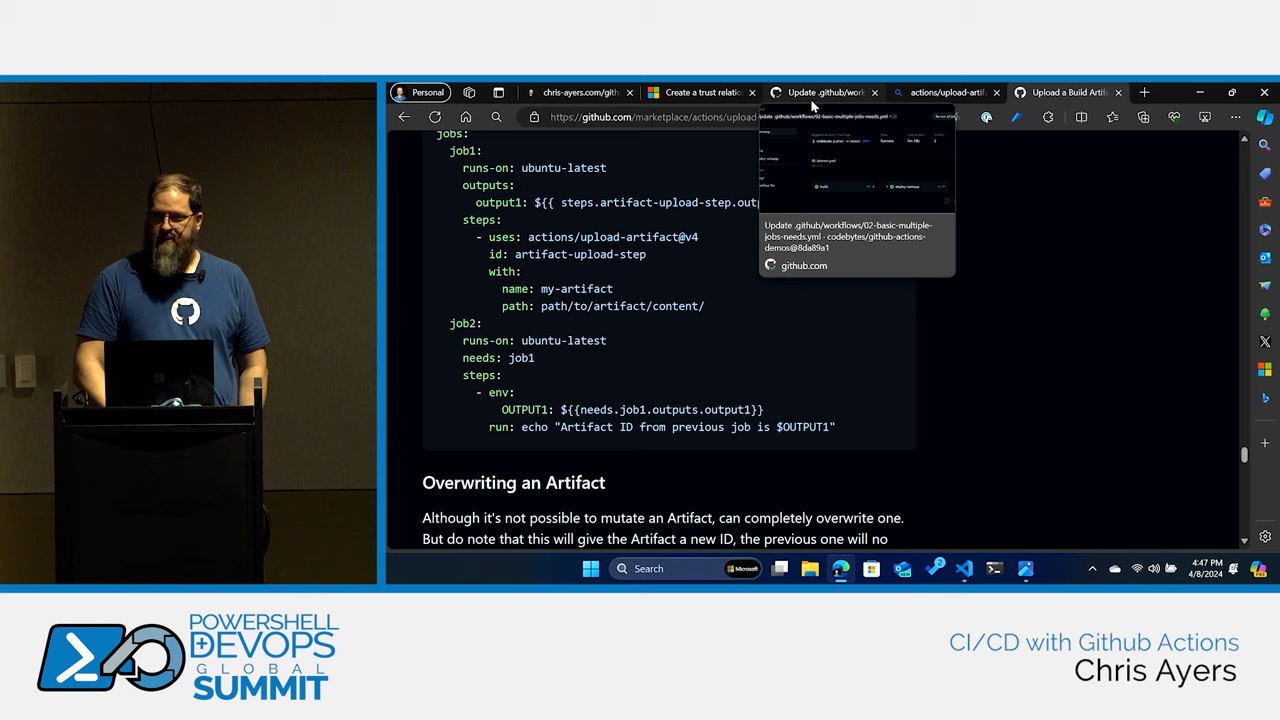 Personal
chris-ayers.com/gith
Create a trust relatio
Update .github/work
actions/upload-artif
Upload a Build Artifa
https://github.com/marketplace/actions/upload
jobs:
job1:
runs-on: ubuntu-latest
outputs:
output1: ${{ steps.artifact-upload-step.outp
steps:
- uses: actions/upload-artifact@v4
id: artifact-upload-step
with:
name: my-artifact
path: path/to/artifact/content/
job2:
runs-on: ubuntu-latest
needs: job1
steps:
- env:
OUTPUT1: ${{needs.job1.outputs.output1}}
run: echo "Artifact ID from previous job is $OUTPUT1"
Update .github/workflows/02-basic-multiple-
jobs-needs.yml · codebytes/github-actions-
demos@8da89a1
github.com
Overwriting an Artifact
Although it's not possible to mutate an Artifact, can completely overwrite one.
But do note that this will give the Artifact a new ID, the previous one will no
Search
Microsoft
4:47 PM
4/8/2024
POWERSHELL
+DEVOPS
GLOBAL
SUMMIT
CI/CD with Github Actions
Chris Ayers